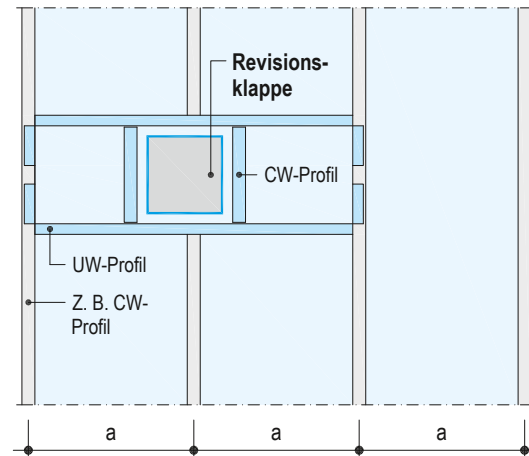 Revisions-
klappe
CW-Profil
UW-Profil
Z. B. CW-
Profil
a
a
a